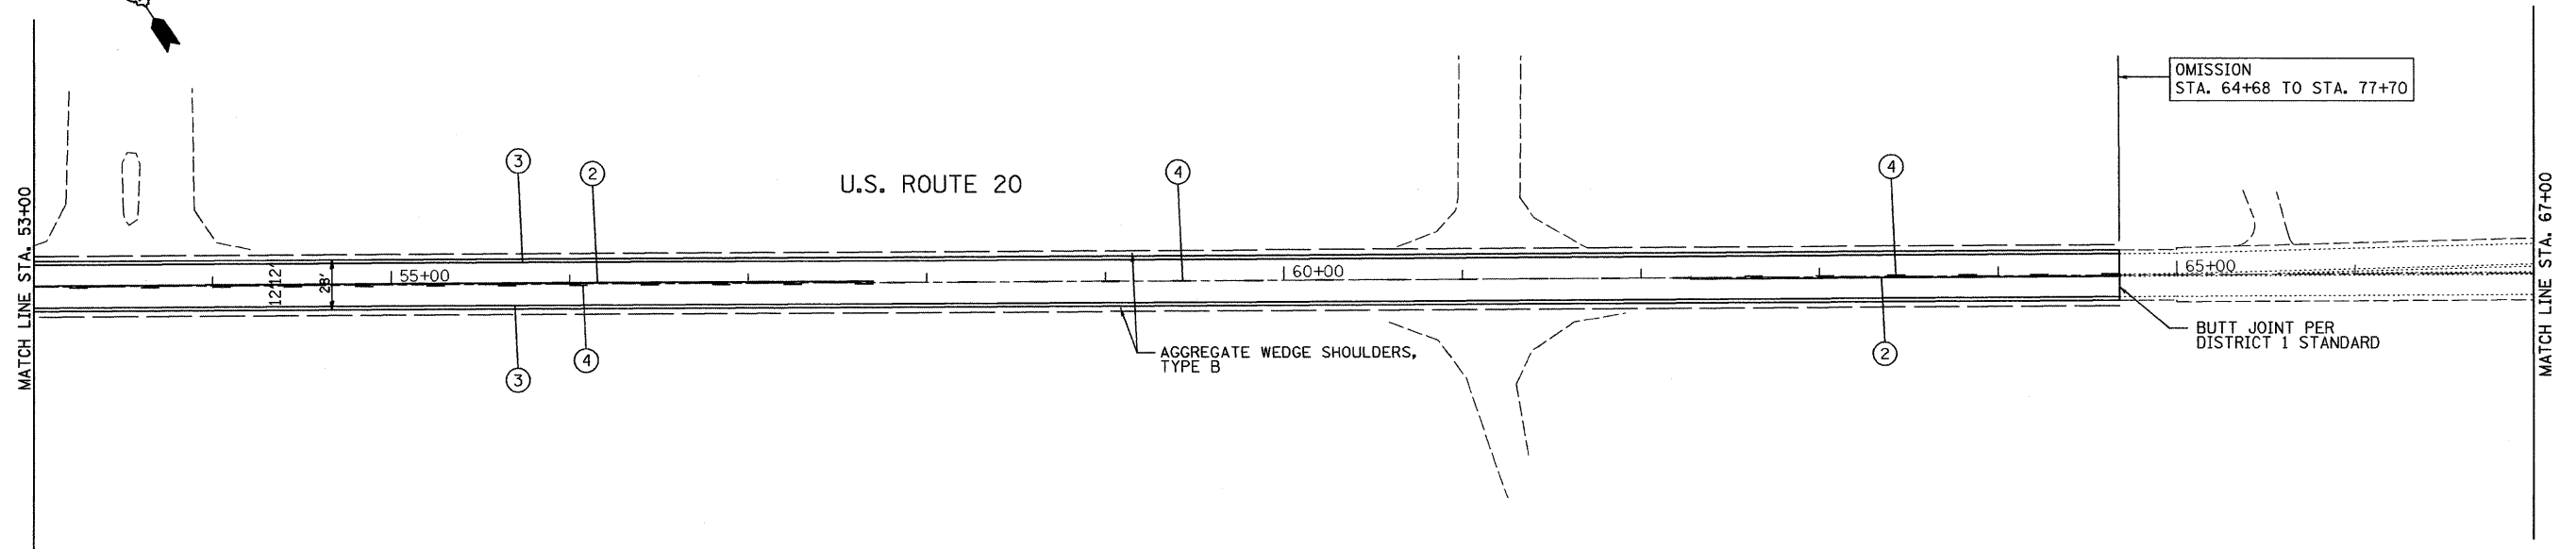 OMISSION
STA. 64+68 TO STA. 77+70
3
2
U.S. ROUTE 20
4
4
MATCH LINE STA. 53+00
MATCH LINE STA. 67+00
12'
12'
28'
55+00
60+00
65+00
AGGREGATE WEDGE SHOULDERS,
TYPE B
BUTT JOINT PER
DISTRICT 1 STANDARD
3
4
2